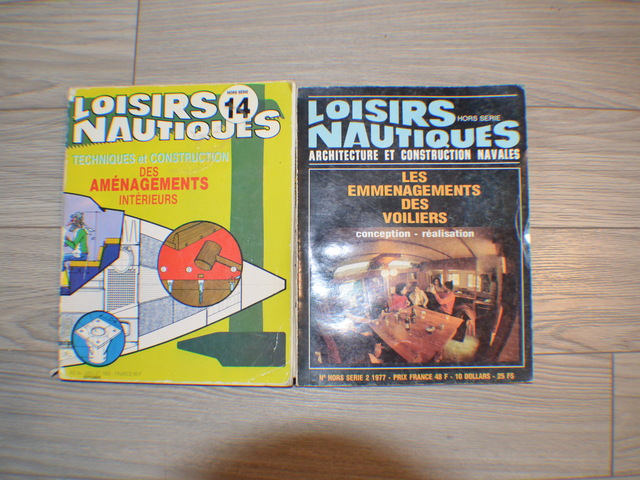 LOISIRS
NAUTIQUES
HORS SERIE
14
TECHNIQUES et CONSTRUCTION
DES
AMÉNAGEMENTS
INTÉRIEURS
LOISIRS
HORS SERIE
NAUTIQUES
ARCHITECTURE ET CONSTRUCTION NAVALES
LES
EMMENAGEMENTS
DES
VOILIERS
conception - réalisation
N° HORS SERIE 2 1977 - PRIX FRANCE 48 F - 10 DOLLARS - 25 FS